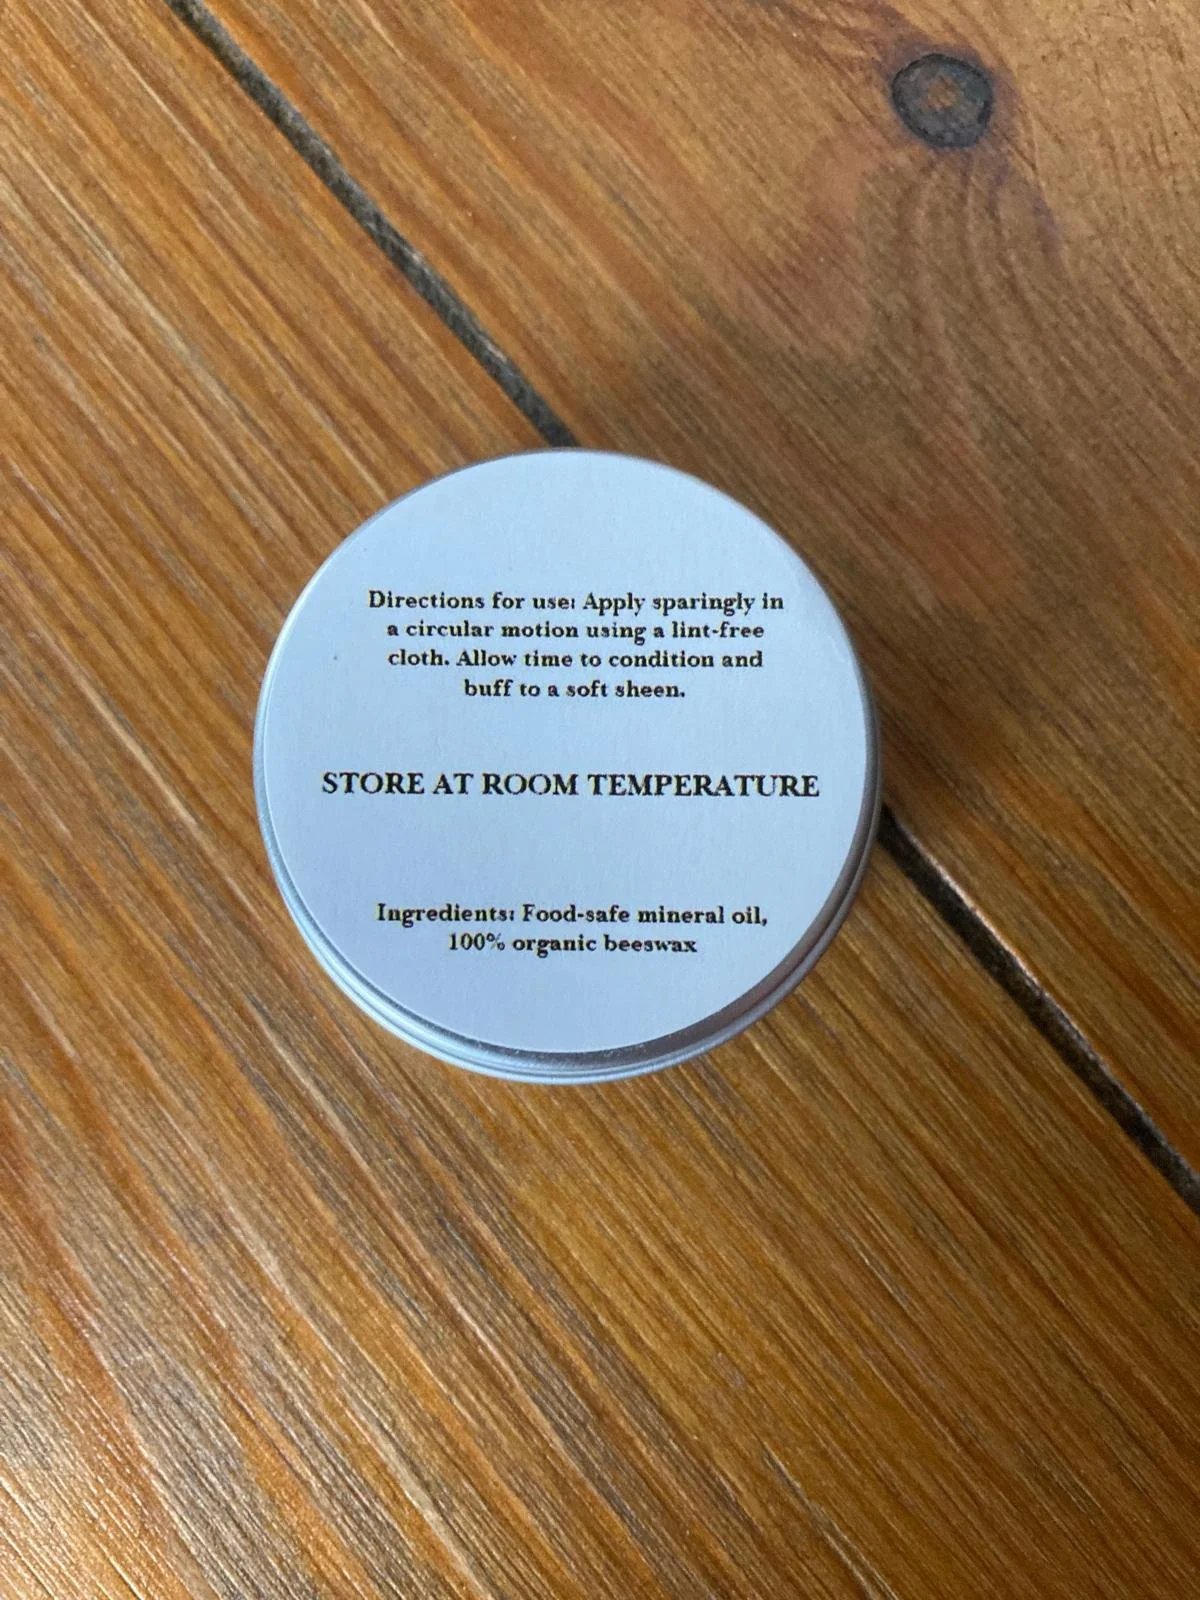 Directions for use: Apply sparingly in
a circular motion using a lint-free
cloth. Allow time to condition and
buff to a soft sheen.
STORE AT ROOM TEMPERATURE
Ingredients: Food-safe mineral oil,
100% organic beeswax